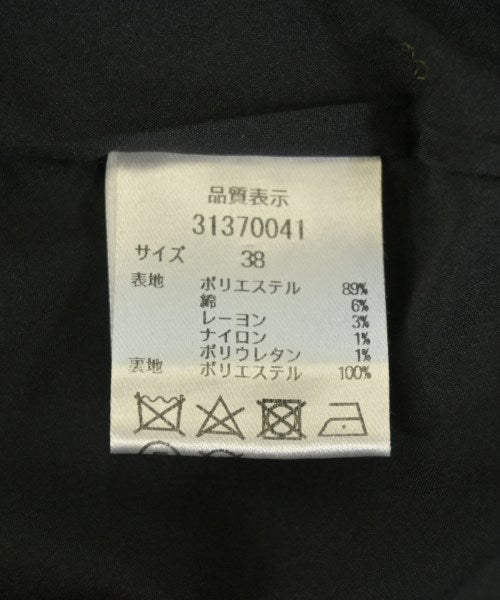 品質表示
31370041
サイズ 38
表地 ポリエステル 89%
綿 6%
レーヨン 3%
ナイロン 1%
ポリウレタン 1%
裏地 ポリエステル 100%